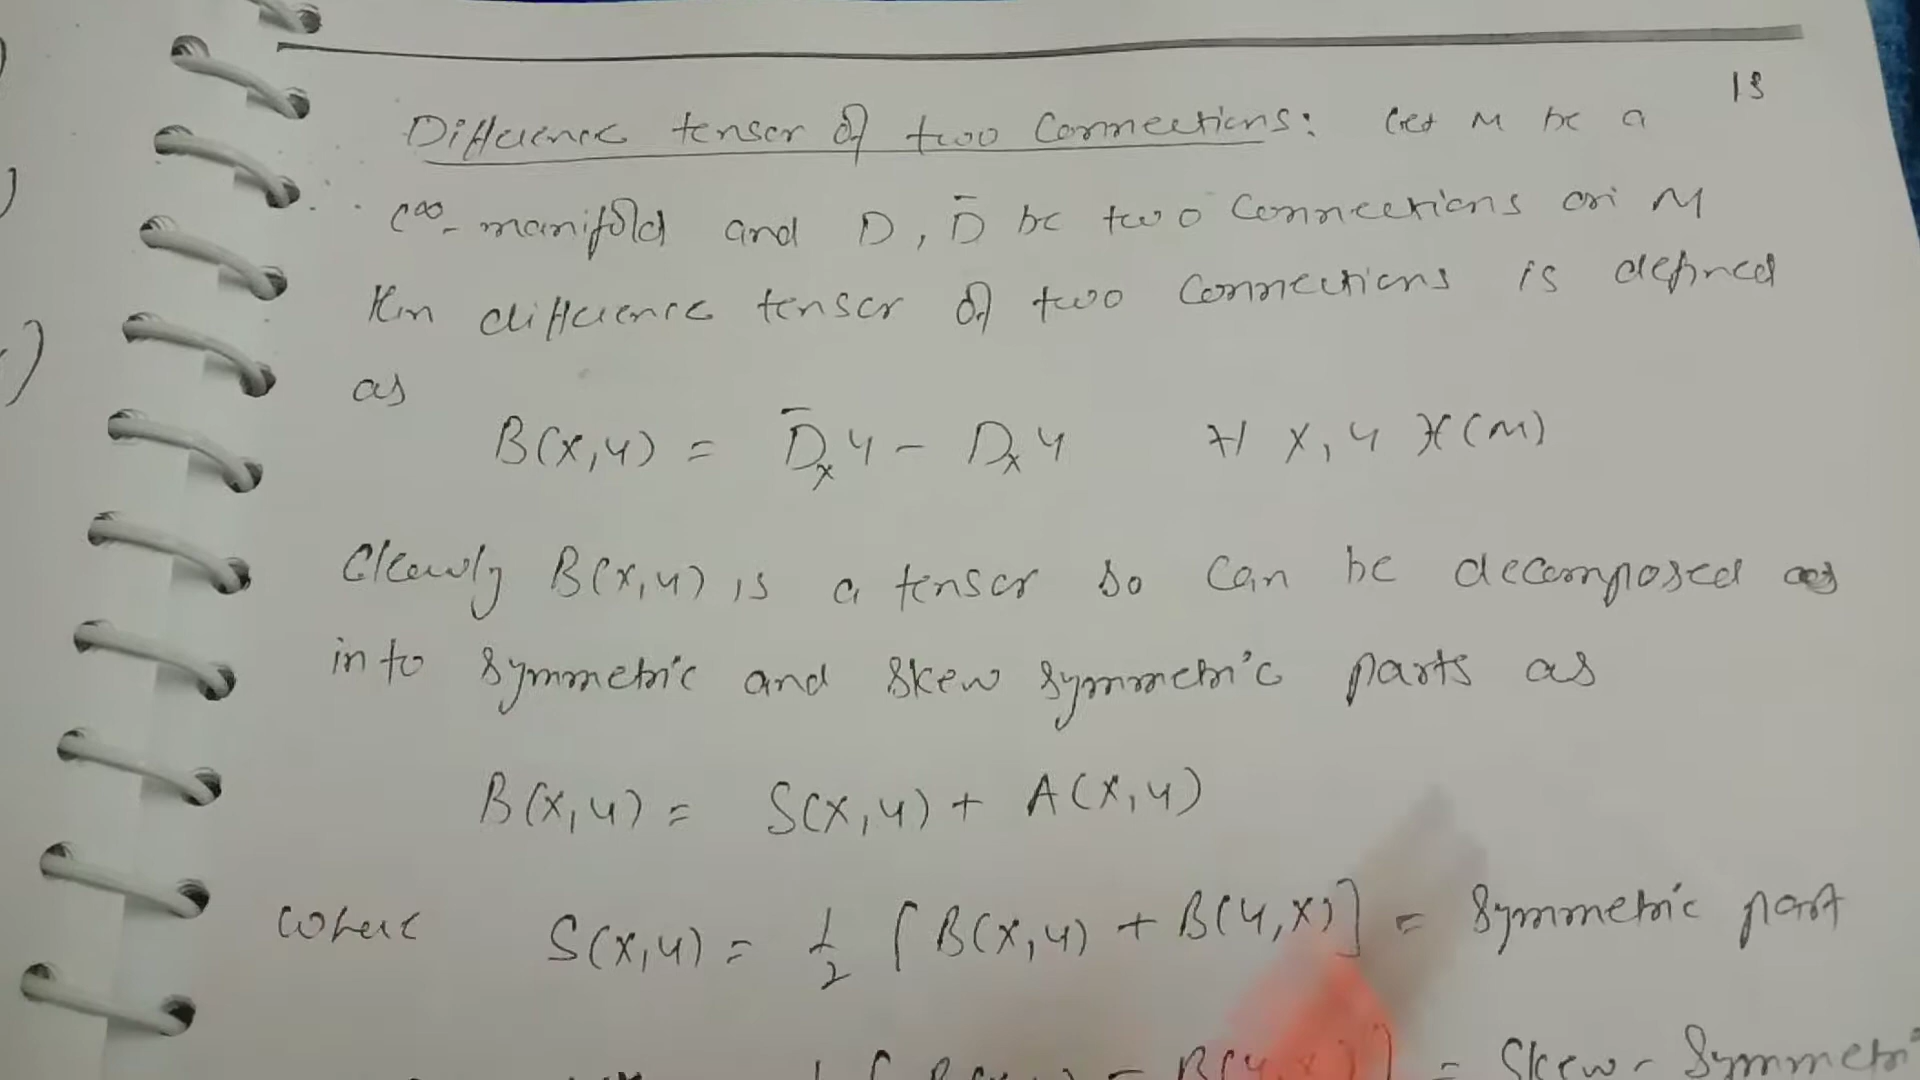 13
Difference tensor of two Connections: Let M be a
C∞- manifold and D, D̄ be two Connections on M
then difference tensor of two Connections is defined
as
B(X,Y) = D̄_X Y - D_X Y ∀ X, Y 𝔛(M)
Clearly B(X,Y) is a tensor so can be decomposed as
into symmetric and skew symmetric parts as
B(X,Y) = S(X,Y) + A(X,Y)
where S(X,Y) = 1/2 [B(X,Y) + B(Y,X)] = symmetric part
= Skew-